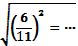 √(6/11)² = ...